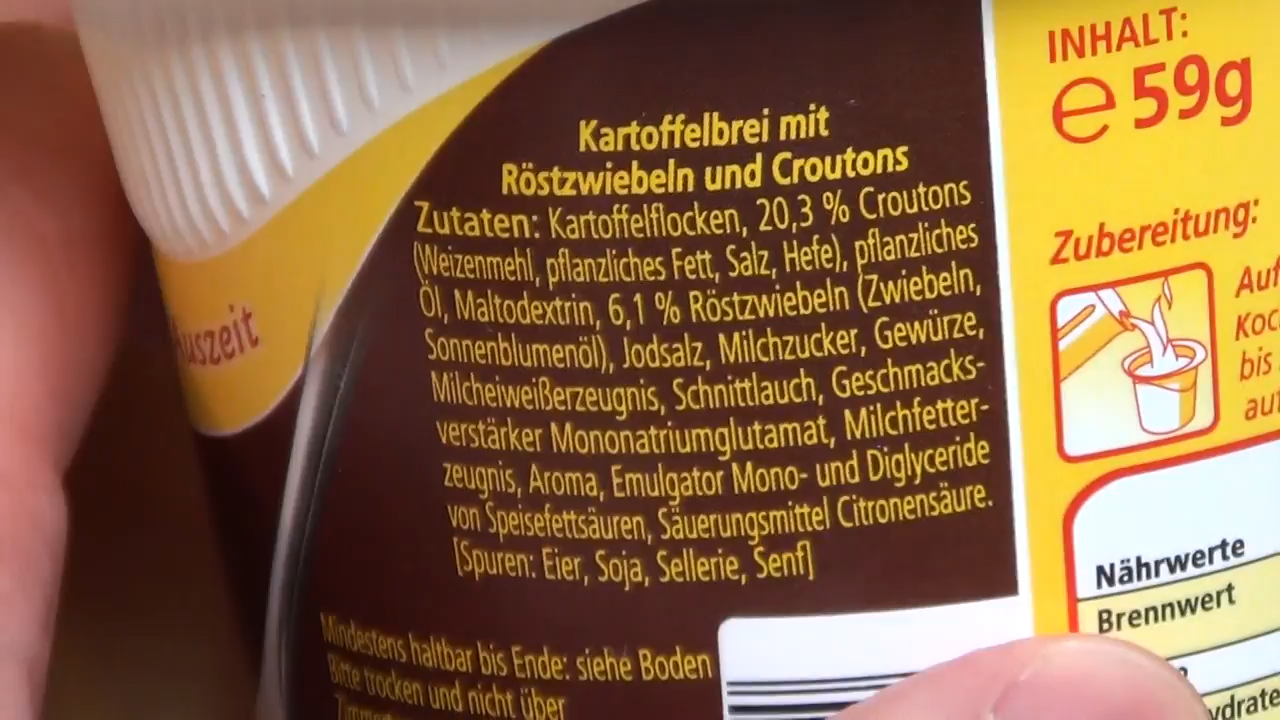 Kartoffelbrei mit
Röstzwiebeln und Croutons
Zutaten: Kartoffelflocken, 20,3 % Croutons
(Weizenmehl, pflanzliches Fett, Salz, Hefe), pflanzliches
Öl, Maltodextrin, 6,1 % Röstzwiebeln (Zwiebeln,
Sonnenblumenöl), Jodsalz, Milchzucker, Gewürze,
Milcheiweißerzeugnis, Schnittlauch, Geschmacks-
verstärker Mononatriumglutamat, Milchfetter-
zeugnis, Aroma, Emulgator Mono- und Diglyceride
von Speisefettsäuren, Säuerungsmittel Citronensäure.
[Spuren: Eier, Soja, Sellerie, Senf]
Mindestens haltbar bis Ende: siehe Boden
Bitte trocken und nicht über
INHALT:
e 59g
Zubereitung:
bis
Nährwerte
Brennwert